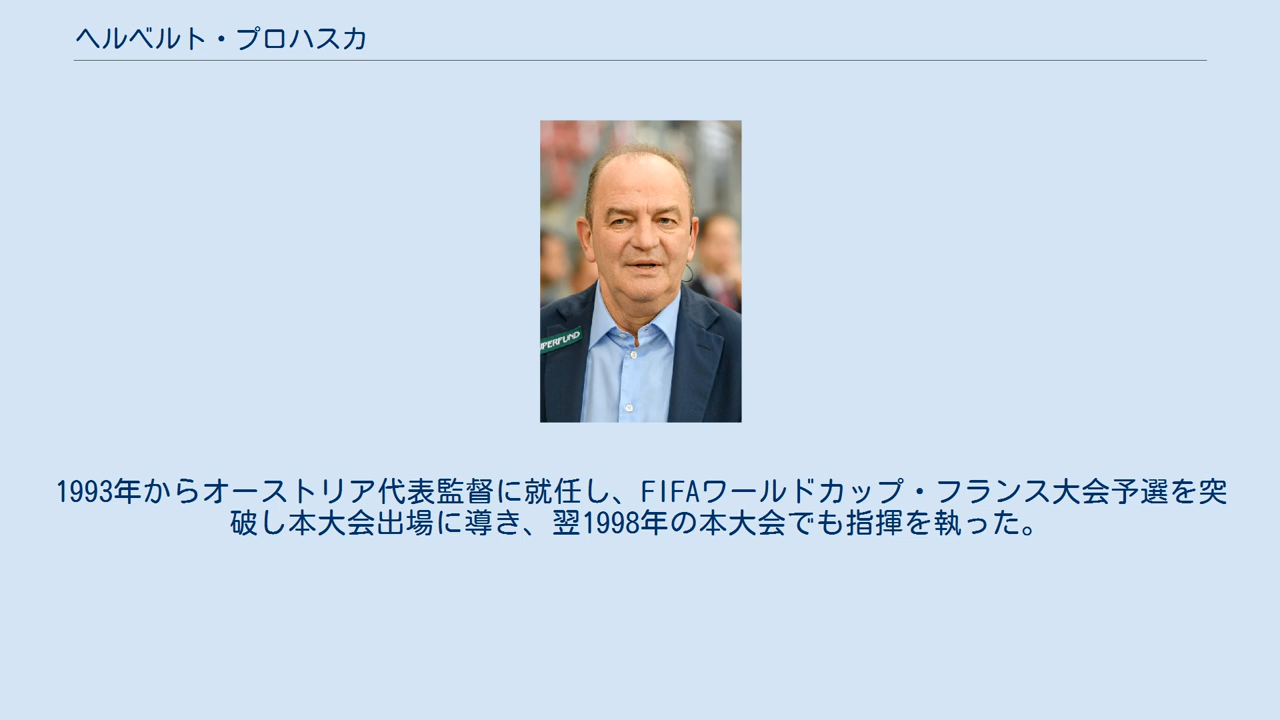 ヘルベルト・プロハスカ
UPERFUND
1993年からオーストリア代表監督に就任し、FIFAワールドカップ・フランス大会予選を突
破し本大会出場に導き、翌1998年の本大会でも指揮を執った。